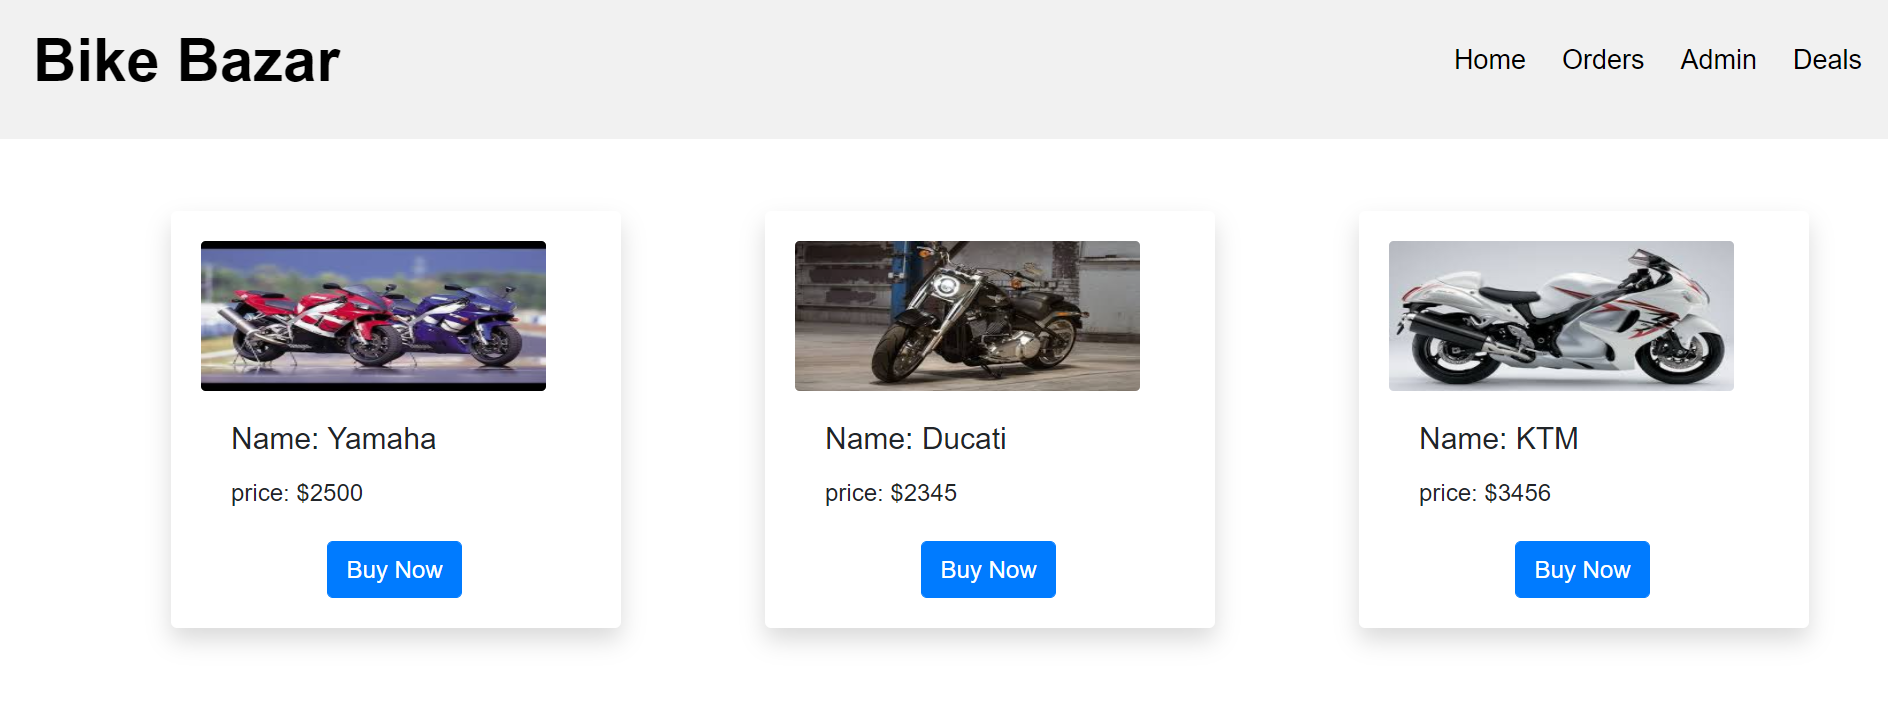 Bike Bazar
Home Orders Admin Deals
Name: Yamaha
price: $2500
Buy Now
Name: Ducati
price: $2345
Buy Now
Name: KTM
price: $3456
Buy Now